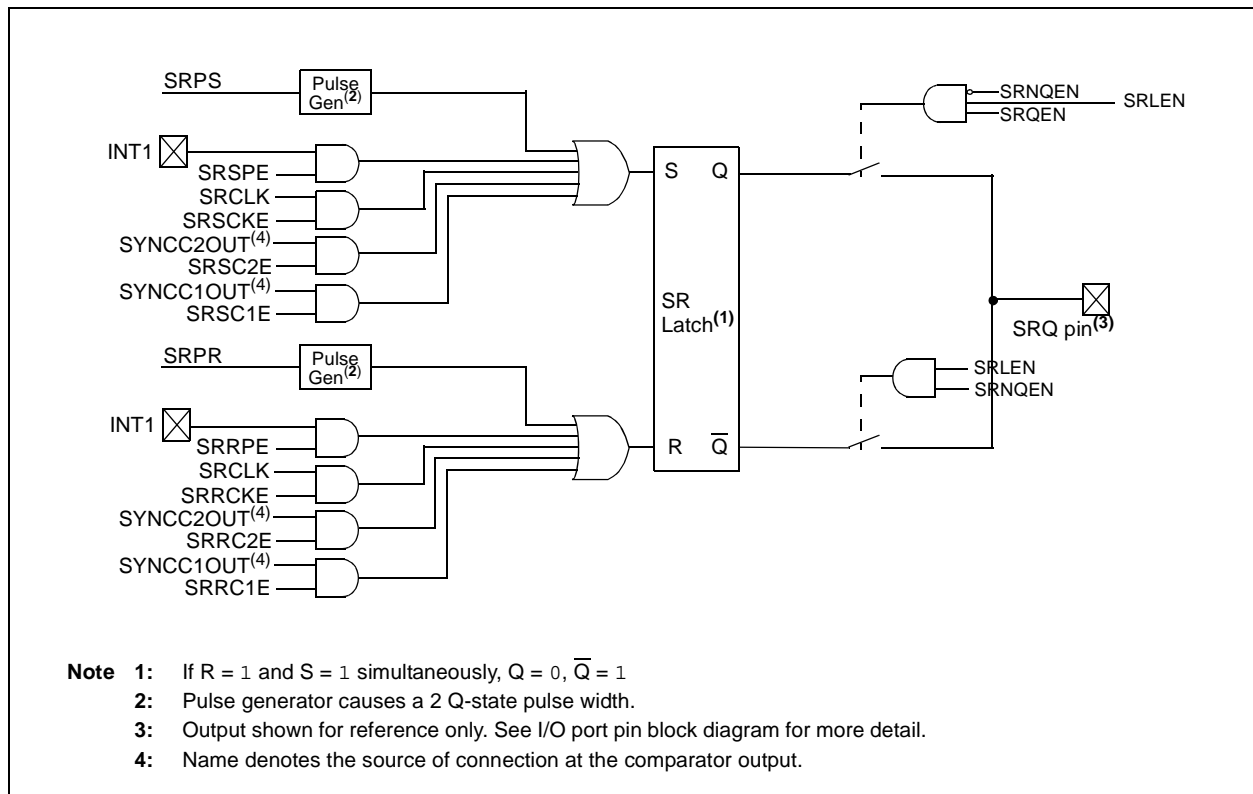 SRPS
Pulse
Gen(2)
SRNQEN
SRLEN
SRQEN
INT1
SRSPE
SRCLK
SRSCKE
SYNCC2OUT(4)
SRSC2E
SYNCC1OUT(4)
SRSC1E
S Q
SR
Latch(1)
SRQ pin(3)
SRPR
Pulse
Gen(2)
SRLEN
SRNQEN
INT1
SRRPE
SRCLK
SRRCKE
SYNCC2OUT(4)
SRRC2E
SYNCC1OUT(4)
SRRC1E
R Q̅
Note 1: If R = 1 and S = 1 simultaneously, Q = 0, Q̅ = 1
2: Pulse generator causes a 2 Q-state pulse width.
3: Output shown for reference only. See I/O port pin block diagram for more detail.
4: Name denotes the source of connection at the comparator output.